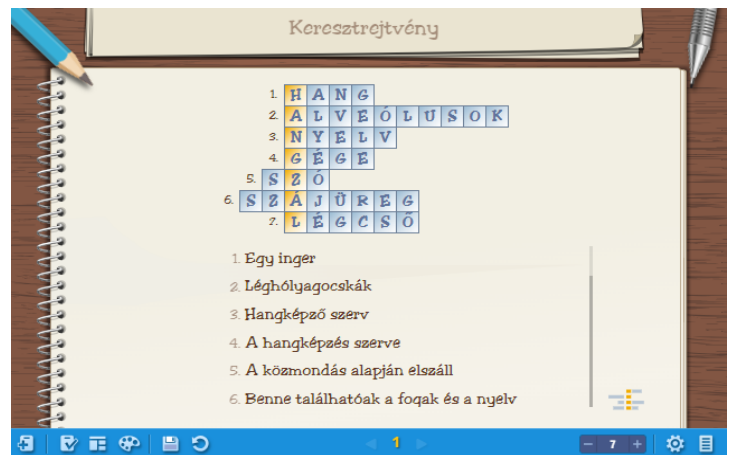 Keresztrejtvény
1. HANG
2. ALVEÓLUSOK
3. NYELV
4. GÉGE
5. SZÓ
6. SZÁJÜREG
7. LÉGCSŐ
1. Egy inger
2. Léghólyagocskák
3. Hangképző szerv
4. A hangképzés szerve
5. A közmondás alapján elszáll
6. Benne találhatóak a fogak és a nyelv
1
7